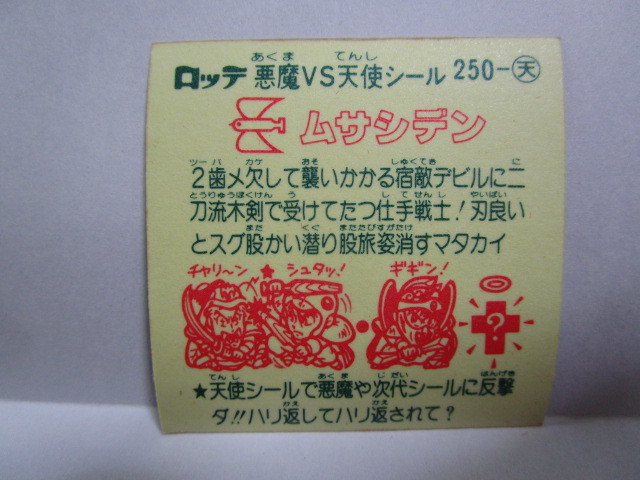 あくま てんし
ロッテ 悪魔VS天使シール 250-天
ムサシデン
ツーバ カケ おそ しゅくてき に
2歯メ欠して襲いかかる宿敵デビルに二
とうりゅうぼくけん う してせんし やいばい
刀流木剣で受けてたつ仕手戦士！刃良い
また くぐ またたびすがたけ
とスグ股かい潜り股旅姿消すマタカイ
チャリ〜ン ★ シュタッ！ ギギン！
?
てんし あくま じだい はんげき
★天使シールで悪魔や次代シールに反撃
かえ かえ
ダ!!ハリ返してハリ返されて？